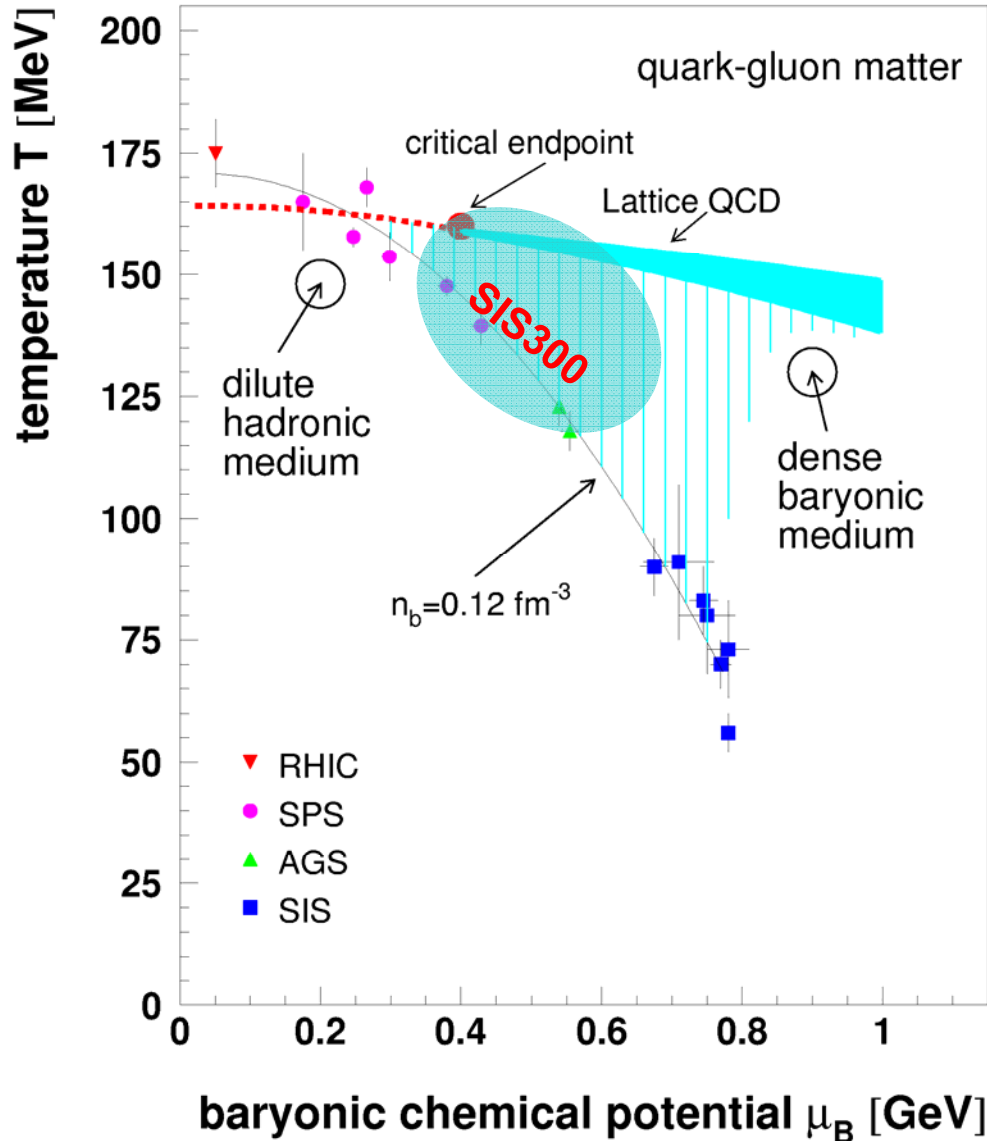 temperature T [MeV]
200
175
150
125
100
75
50
25
0
quark-gluon matter
critical endpoint
Lattice QCD
SIS300
dilute
hadronic
medium
dense
baryonic
medium
n_b=0.12 fm^-3
RHIC
SPS
AGS
SIS
0 0.2 0.4 0.6 0.8 1
baryonic chemical potential μ_B [GeV]